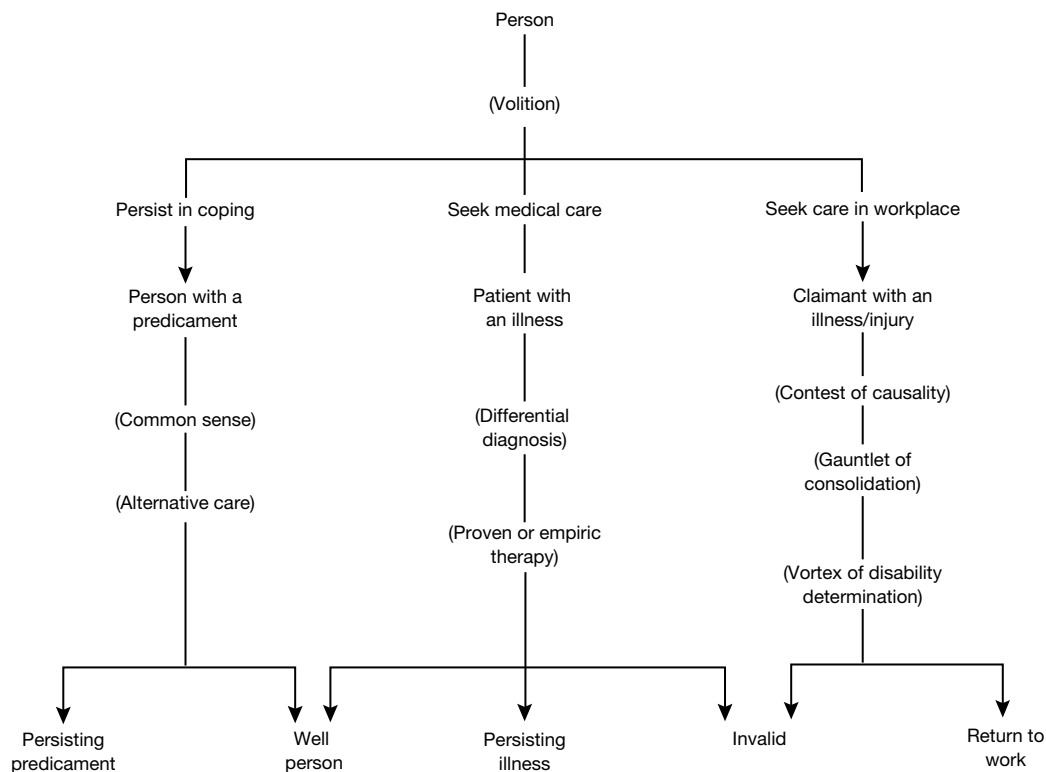 Person
(Volition)
Persist in coping
Seek medical care
Seek care in workplace
Person with a
predicament
Patient with
an illness
Claimant with an
illness/injury
(Common sense)
(Differential
diagnosis)
(Contest of causality)
(Gauntlet of
consolidation)
(Alternative care)
(Proven or empiric
therapy)
(Vortex of disability
determination)
Persisting
predicament
Well
person
Persisting
illness
Invalid
Return to
work